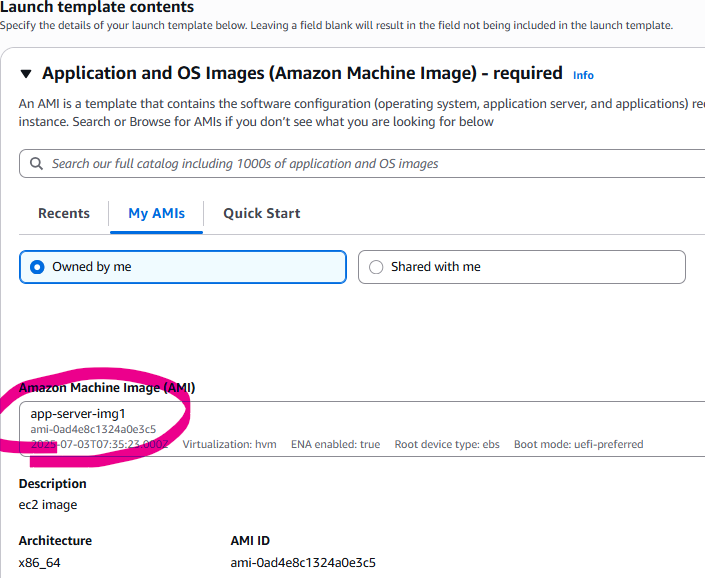 Launch template contents
Specify the details of your launch template below. Leaving a field blank will result in the field not being included in the launch template.
Application and OS Images (Amazon Machine Image) - required Info
An AMI is a template that contains the software configuration (operating system, application server, and applications) re
instance. Search or Browse for AMIs if you don't see what you are looking for below
Search our full catalog including 1000s of application and OS images
Recents My AMIs Quick Start
Owned by me Shared with me
Amazon Machine Image (AMI)
app-server-img1
ami-0ad4e8c1324a0e3c5
2025-07-03T07:35:23.000Z Virtualization: hvm ENA enabled: true Root device type: ebs Boot mode: uefi-preferred
Description
ec2 image
Architecture AMI ID
x86_64 ami-0ad4e8c1324a0e3c5